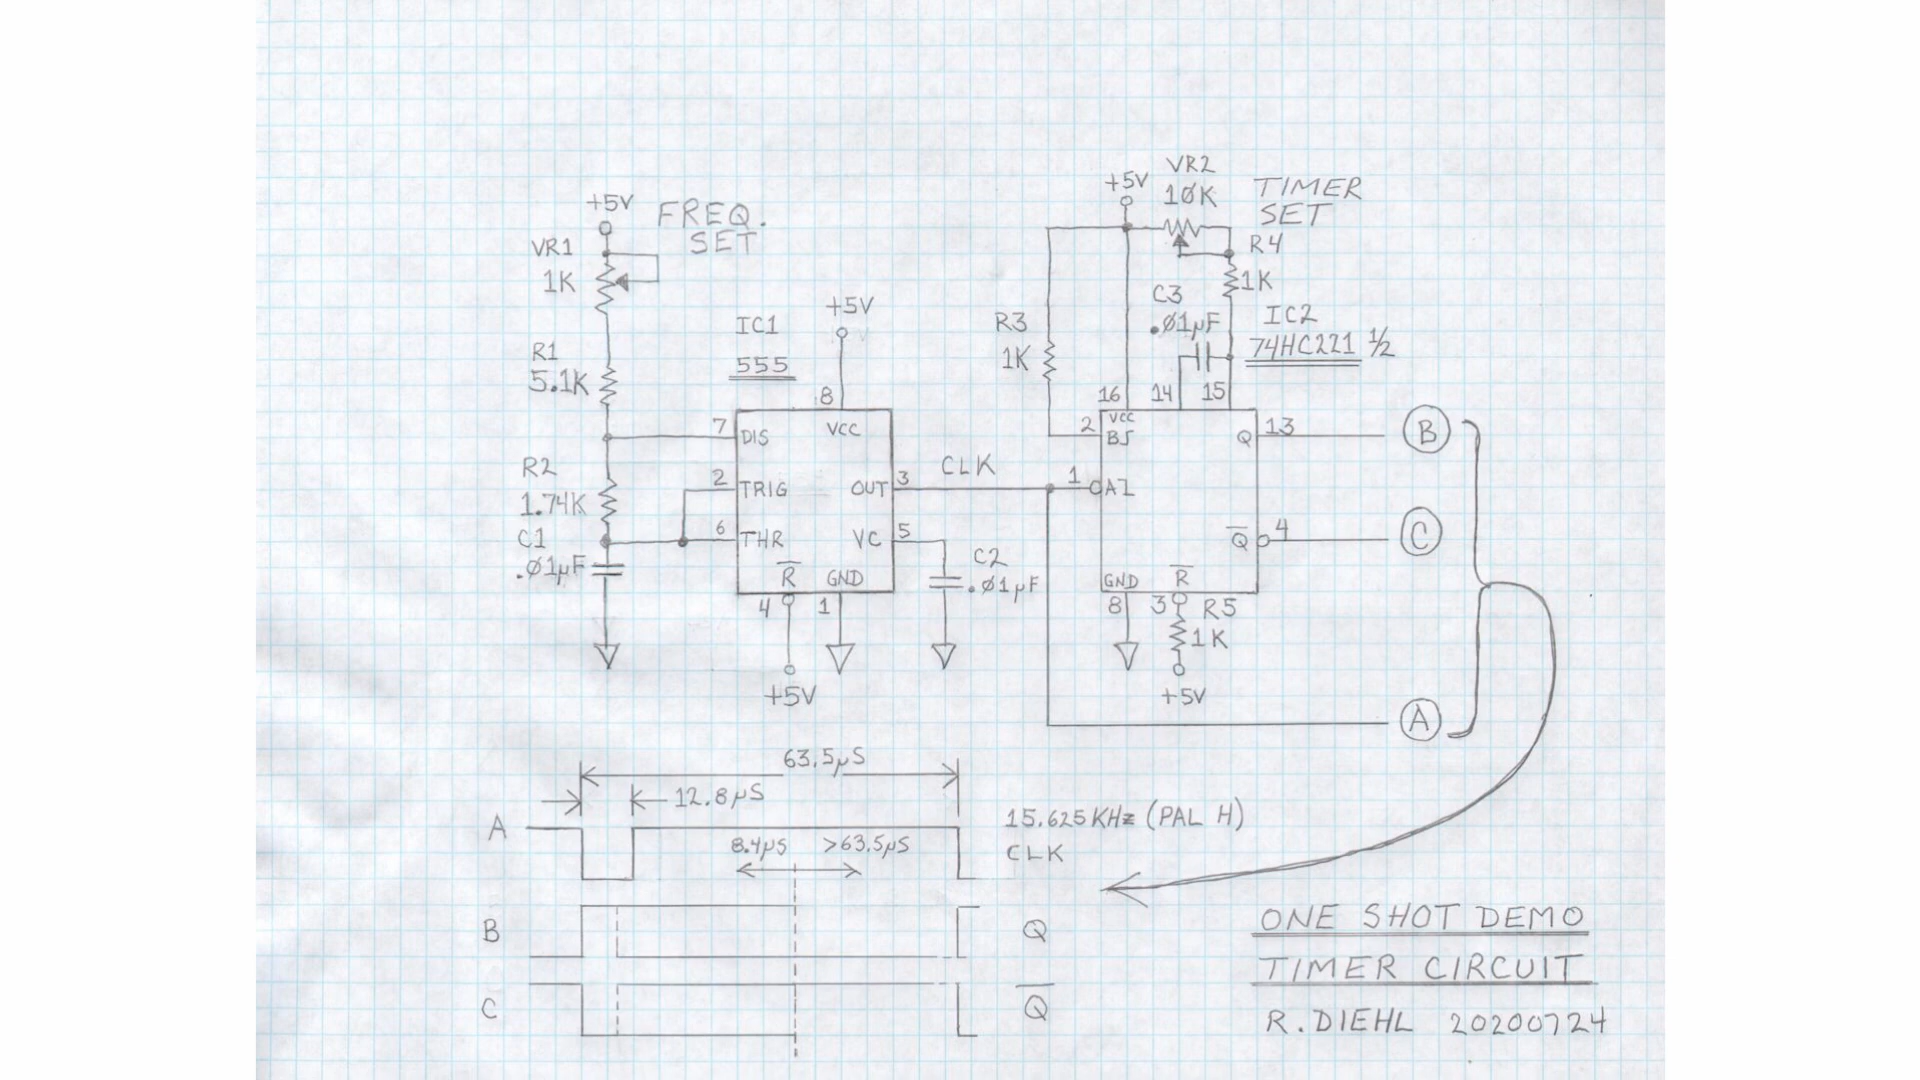 +5V
FREQ.
SET
VR1
1K
R1
5.1K
R2
1.74K
C1
.01µF
IC1
555
+5V
8
7
DIS
VCC
2
TRIG
OUT
3
CLK
6
THR
VC
5
R̅
GND
4
1
+5V
C2
.01µF
VR2
10K
+5V
TIMER
SET
R4
1K
C3
.01µF
IC2
74HC221 ½
R3
1K
16
14
15
VCC
2
BI
Q
13
B
1
AI
Q̅
4
C
GND
R̅
8
3
R5
1K
+5V
A
63.5µS
12.8µS
A
15.625KHz (PAL H)
CLK
8.4µS
>63.5µS
B
Q
C
Q̅
ONE SHOT DEMO
TIMER CIRCUIT
R. DIEHL 20200724